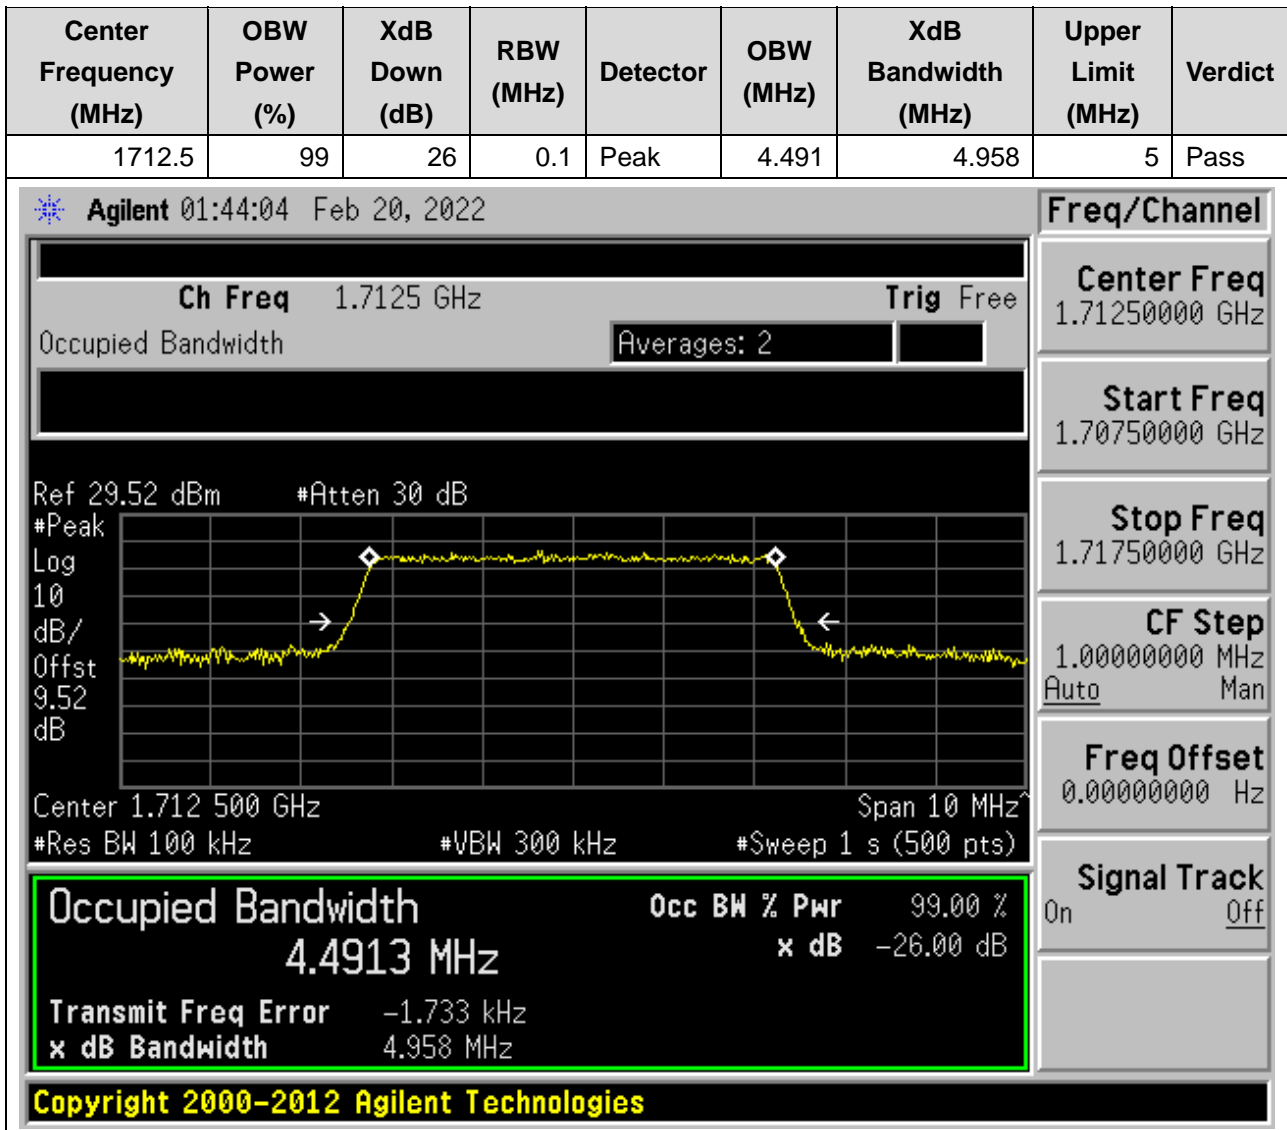 Center Frequency (MHz) OBW Power (%) XdB Down (dB) RBW (MHz) Detector OBW (MHz) XdB Bandwidth (MHz) Upper Limit (MHz) Verdict
1712.5 99 26 0.1 Peak 4.491 4.958 5 Pass
Agilent 01:44:04 Feb 20, 2022
Freq/Channel
Ch Freq 1.7125 GHz Trig Free
Occupied Bandwidth Averages: 2
Center Freq
1.71250000 GHz
Start Freq
1.70750000 GHz
Stop Freq
1.71750000 GHz
CF Step
1.00000000 MHz
Auto Man
Freq Offset
0.00000000 Hz
Signal Track
On Off
Ref 29.52 dBm #Atten 30 dB
#Peak
Log
10
dB/
Offst
9.52
dB
Center 1.712 500 GHz Span 10 MHz^
#Res BW 100 kHz #VBW 300 kHz #Sweep 1 s (500 pts)
Occupied Bandwidth Occ BW % Pwr 99.00 %
4.4913 MHz x dB -26.00 dB
Transmit Freq Error -1.733 kHz
x dB Bandwidth 4.958 MHz
Copyright 2000-2012 Agilent Technologies